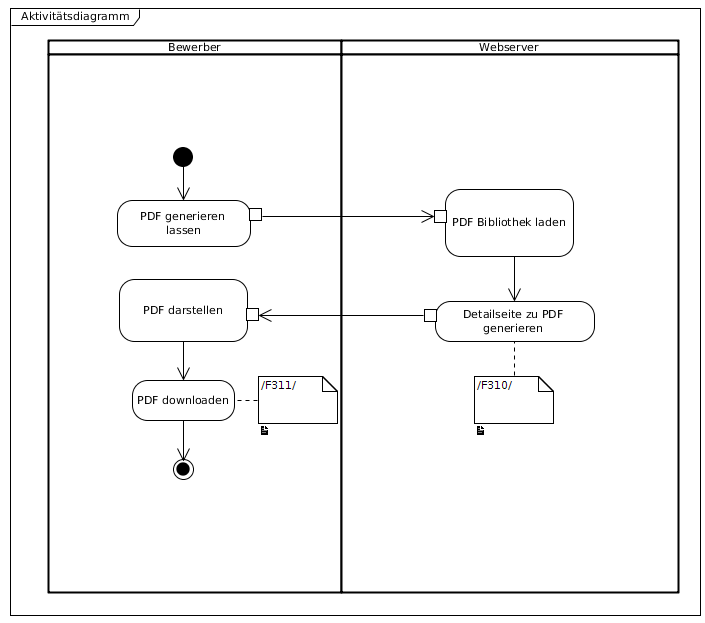 Aktivitätsdiagramm
Bewerber
Webserver
PDF generieren
lassen
PDF Bibliothek laden
PDF darstellen
Detailseite zu PDF
generieren
PDF downloaden
/F311/
/F310/